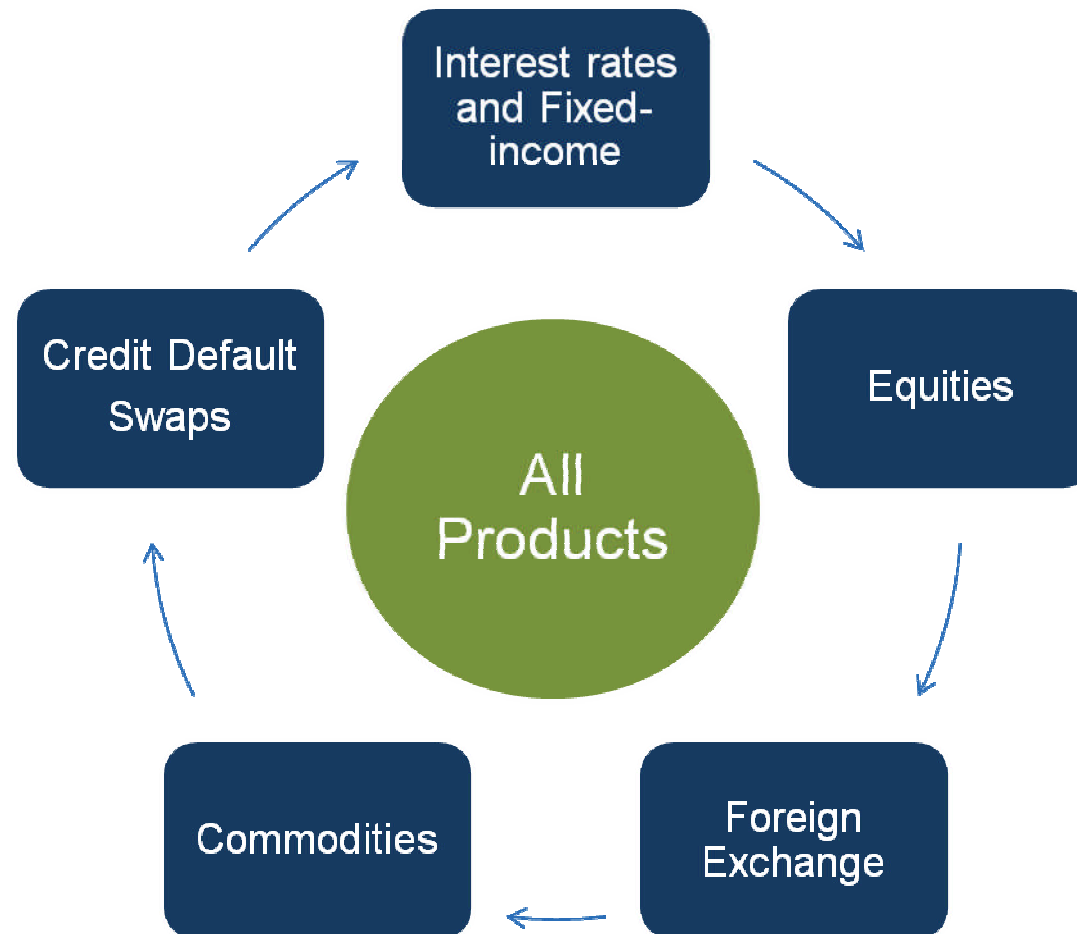 Interest rates
and Fixed-
income
Equities
Foreign
Exchange
Commodities
Credit Default
Swaps
All
Products